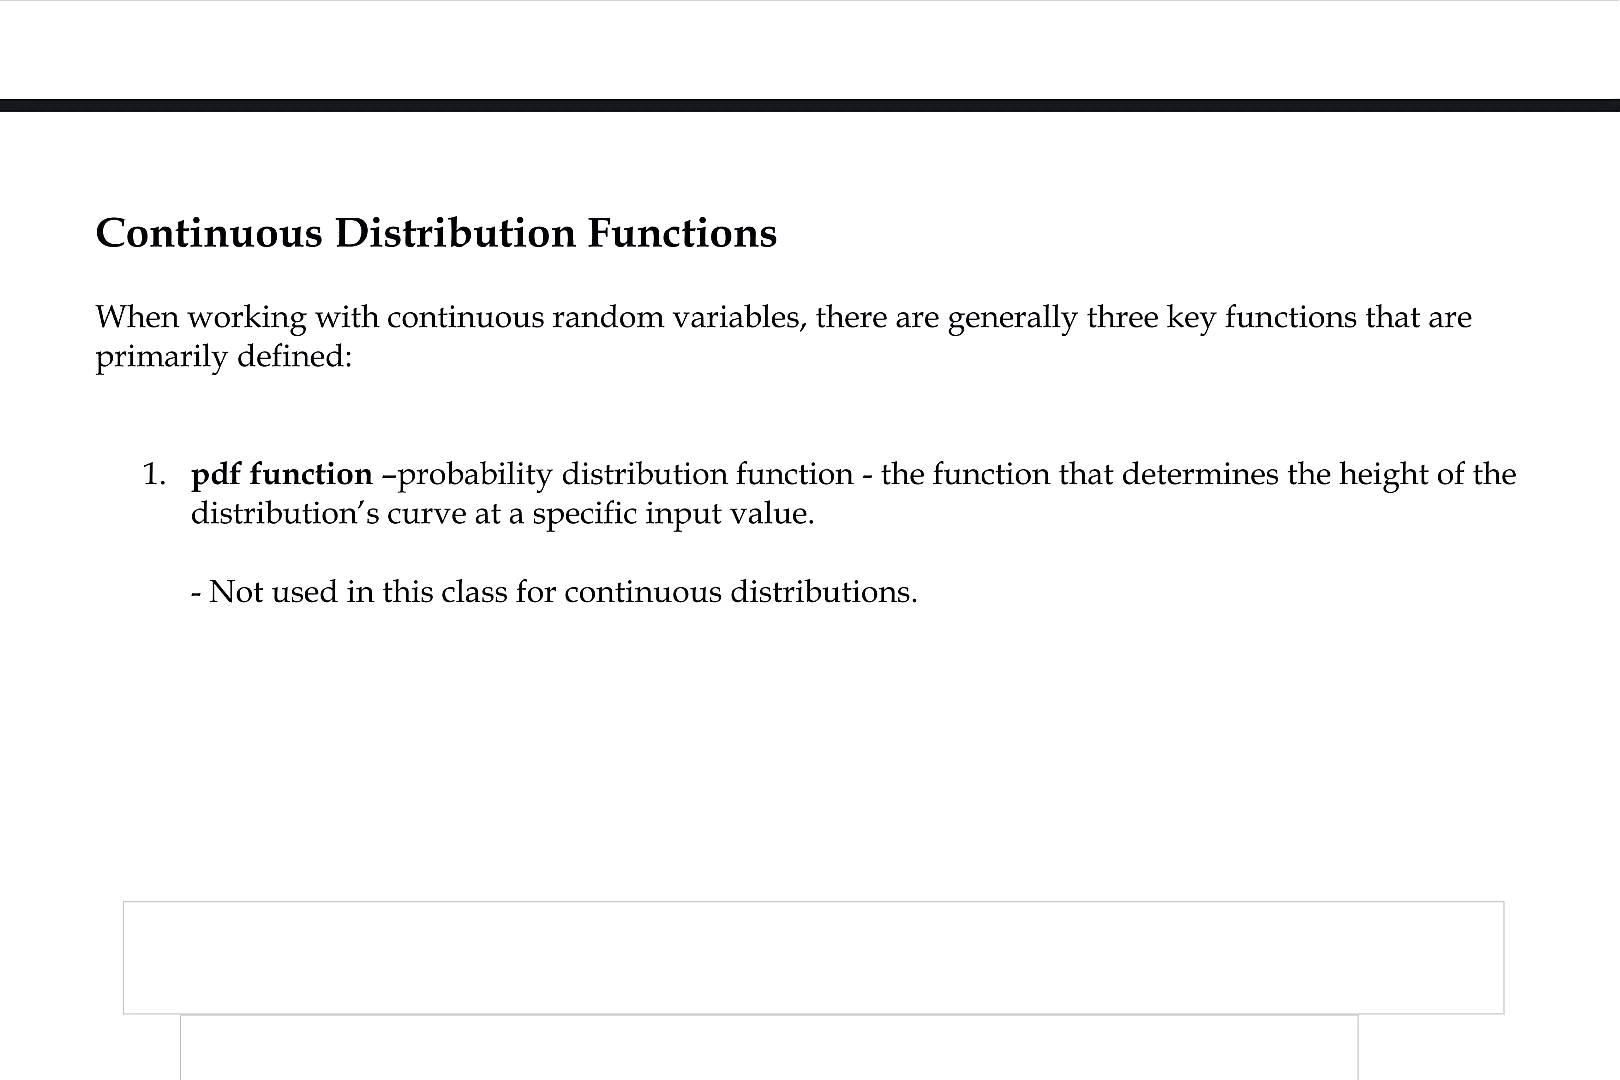 Continuous Distribution Functions
When working with continuous random variables, there are generally three key functions that are
primarily defined:
1. pdf function –probability distribution function - the function that determines the height of the
distribution’s curve at a specific input value.
- Not used in this class for continuous distributions.